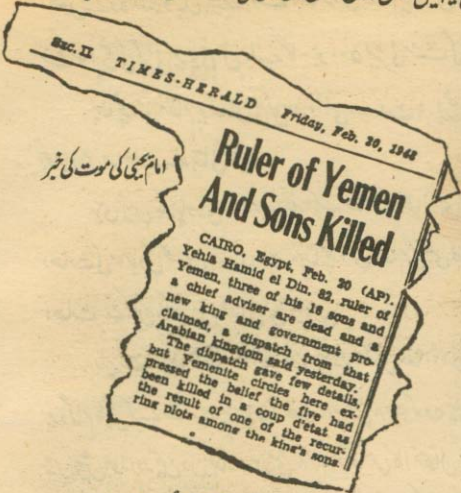 SEC. II TIMES-HERALD Friday, Feb. 20, 1948
امام یحییٰ کی موت کی خبر
Ruler of Yemen
And Sons Killed
CAIRO, Egypt, Feb. 20 (AP).
Yehia Hamid el Din, 82, ruler of
Yemen, three of his 16 sons and
a chief adviser are dead and a
new king and government pro-
claimed, a dispatch from that
Arabian kingdom said yesterday.
The dispatch gave few details,
but Yemenite circles here ex-
pressed the belief the five had
been killed in a coup d'etat as
the result of one of the recur-
ring plots among the king's sons.